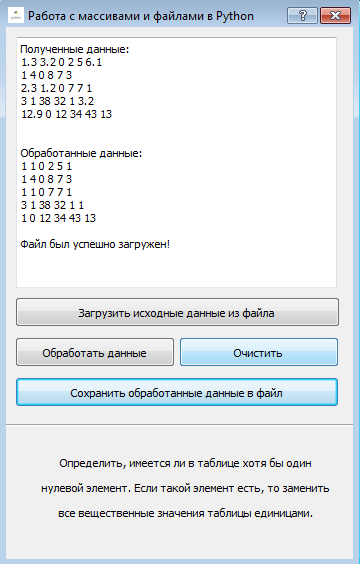 Работа с массивами и файлами в Python
Полученные данные:
1.3 3.2 0 2 5 6.1
1 4 0 8 7 3
2.3 1.2 0 7 7 1
3 1 38 32 1 3.2
12.9 0 12 34 43 13
Обработанные данные:
1 1 0 2 5 1
1 4 0 8 7 3
1 1 0 7 7 1
3 1 38 32 1 1
1 0 12 34 43 13
Файл был успешно загружен!
Загрузить исходные данные из файла
Обработать данные
Очистить
Сохранить обработанные данные в файл
Определить, имеется ли в таблице хотя бы один
нулевой элемент. Если такой элемент есть, то заменить
все вещественные значения таблицы единицами.